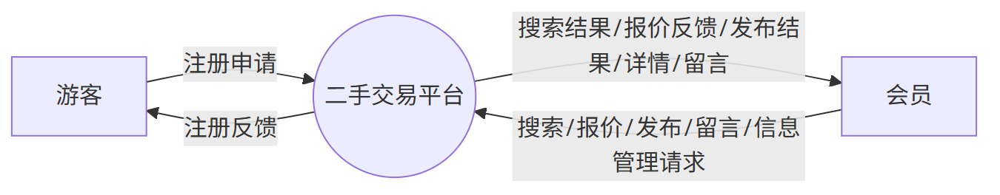 游客
注册申请
注册反馈
二手交易平台
搜索结果/报价反馈/发布结
果/详情/留言
搜索/报价/发布/留言/信息
管理请求
会员